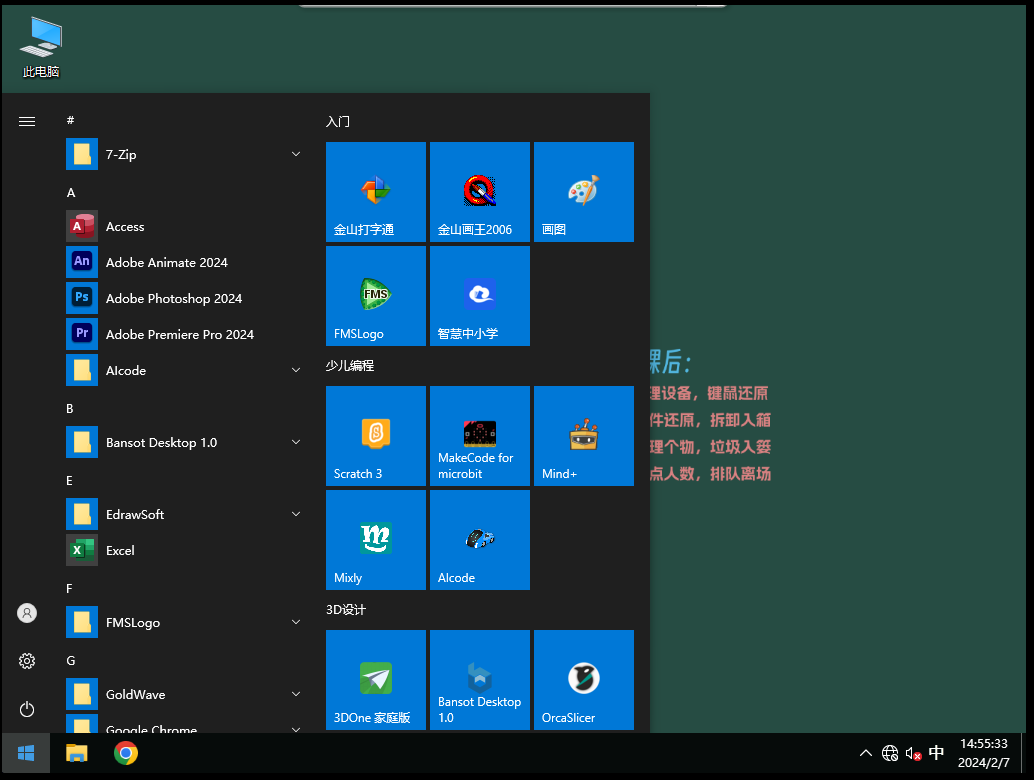 此电脑
#
7-Zip
A
Access
Adobe Animate 2024
Adobe Photoshop 2024
Adobe Premiere Pro 2024
AIcode
B
Bansot Desktop 1.0
E
EdrawSoft
Excel
F
FMSLogo
G
GoldWave
Google Chrome
入门
金山打字通
金山画王2006
画图
FMS
FMSLogo
智慧中小学
少儿编程
Scratch 3
MakeCode for
microbit
Mind+
Mixly
AIcode
3D设计
3DOne 家庭版
Bansot Desktop
1.0
OrcaSlicer
课后：
理设备，键鼠还原
件还原，拆卸入箱
理个物，垃圾入篓
点人数，排队离场
中
14:55:33
2024/2/7